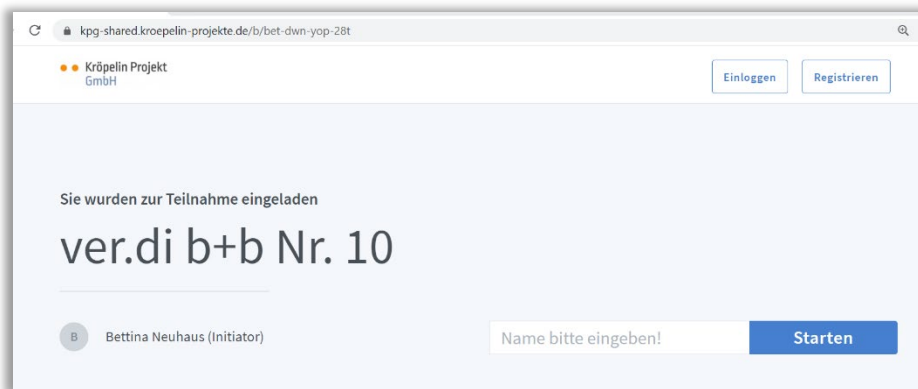 kpg-shared.kroepelin-projekte.de/b/bet-dwn-yop-28t
Kröpelin Projekt
GmbH
Einloggen
Registrieren
Sie wurden zur Teilnahme eingeladen
ver.di b+b Nr. 10
B
Bettina Neuhaus (Initiator)
Name bitte eingeben!
Starten